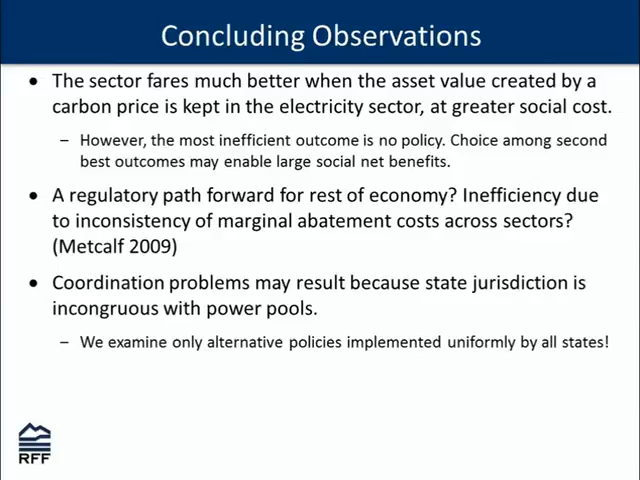 Concluding Observations
• The sector fares much better when the asset value created by a
carbon price is kept in the electricity sector, at greater social cost.
– However, the most inefficient outcome is no policy. Choice among second
best outcomes may enable large social net benefits.
• A regulatory path forward for rest of economy? Inefficiency due
to inconsistency of marginal abatement costs across sectors?
(Metcalf 2009)
• Coordination problems may result because state jurisdiction is
incongruous with power pools.
– We examine only alternative policies implemented uniformly by all states!
RFF